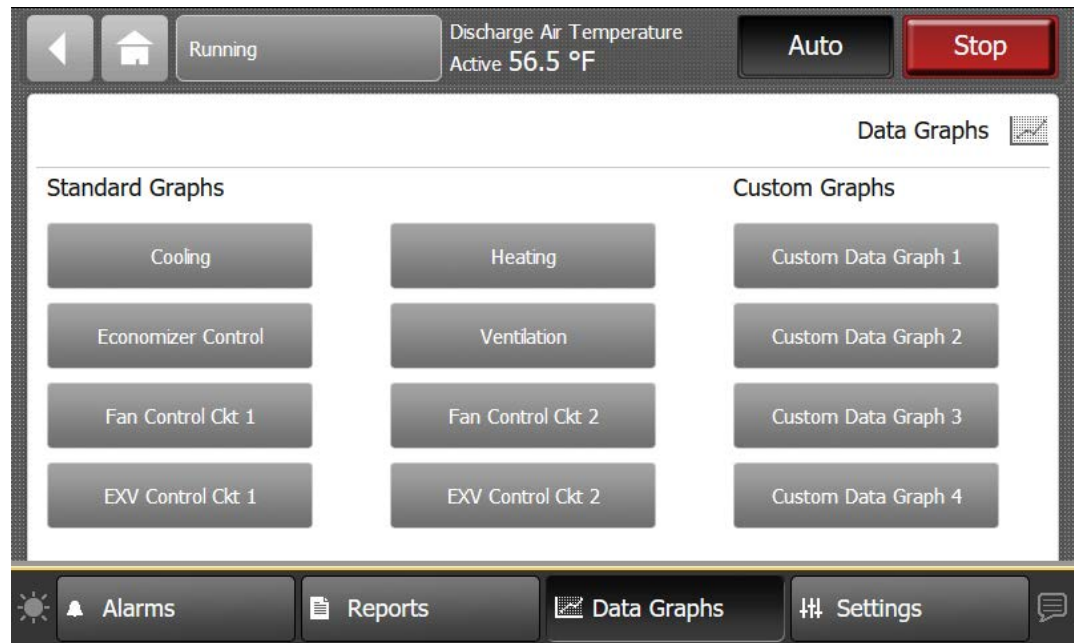 Running
Discharge Air Temperature
Active 56.5 °F
Auto
Stop
Data Graphs
Standard Graphs
Custom Graphs
Cooling
Heating
Custom Data Graph 1
Economizer Control
Ventilation
Custom Data Graph 2
Fan Control Ckt 1
Fan Control Ckt 2
Custom Data Graph 3
EXV Control Ckt 1
EXV Control Ckt 2
Custom Data Graph 4
Alarms
Reports
Data Graphs
Settings